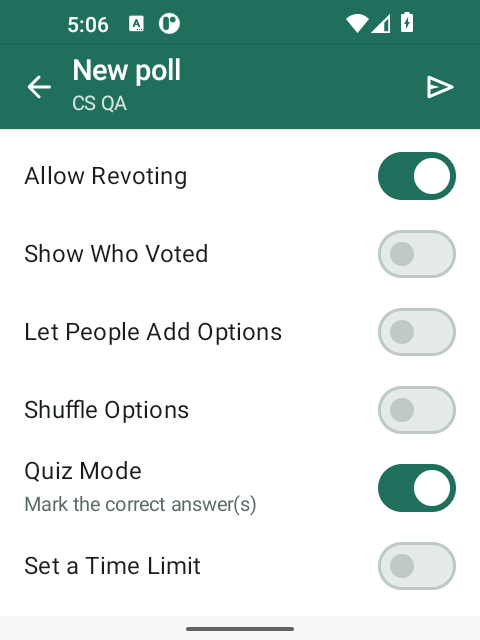 5:06
A
New poll
CS QA
Allow Revoting
Show Who Voted
Let People Add Options
Shuffle Options
Quiz Mode
Mark the correct answer(s)
Set a Time Limit